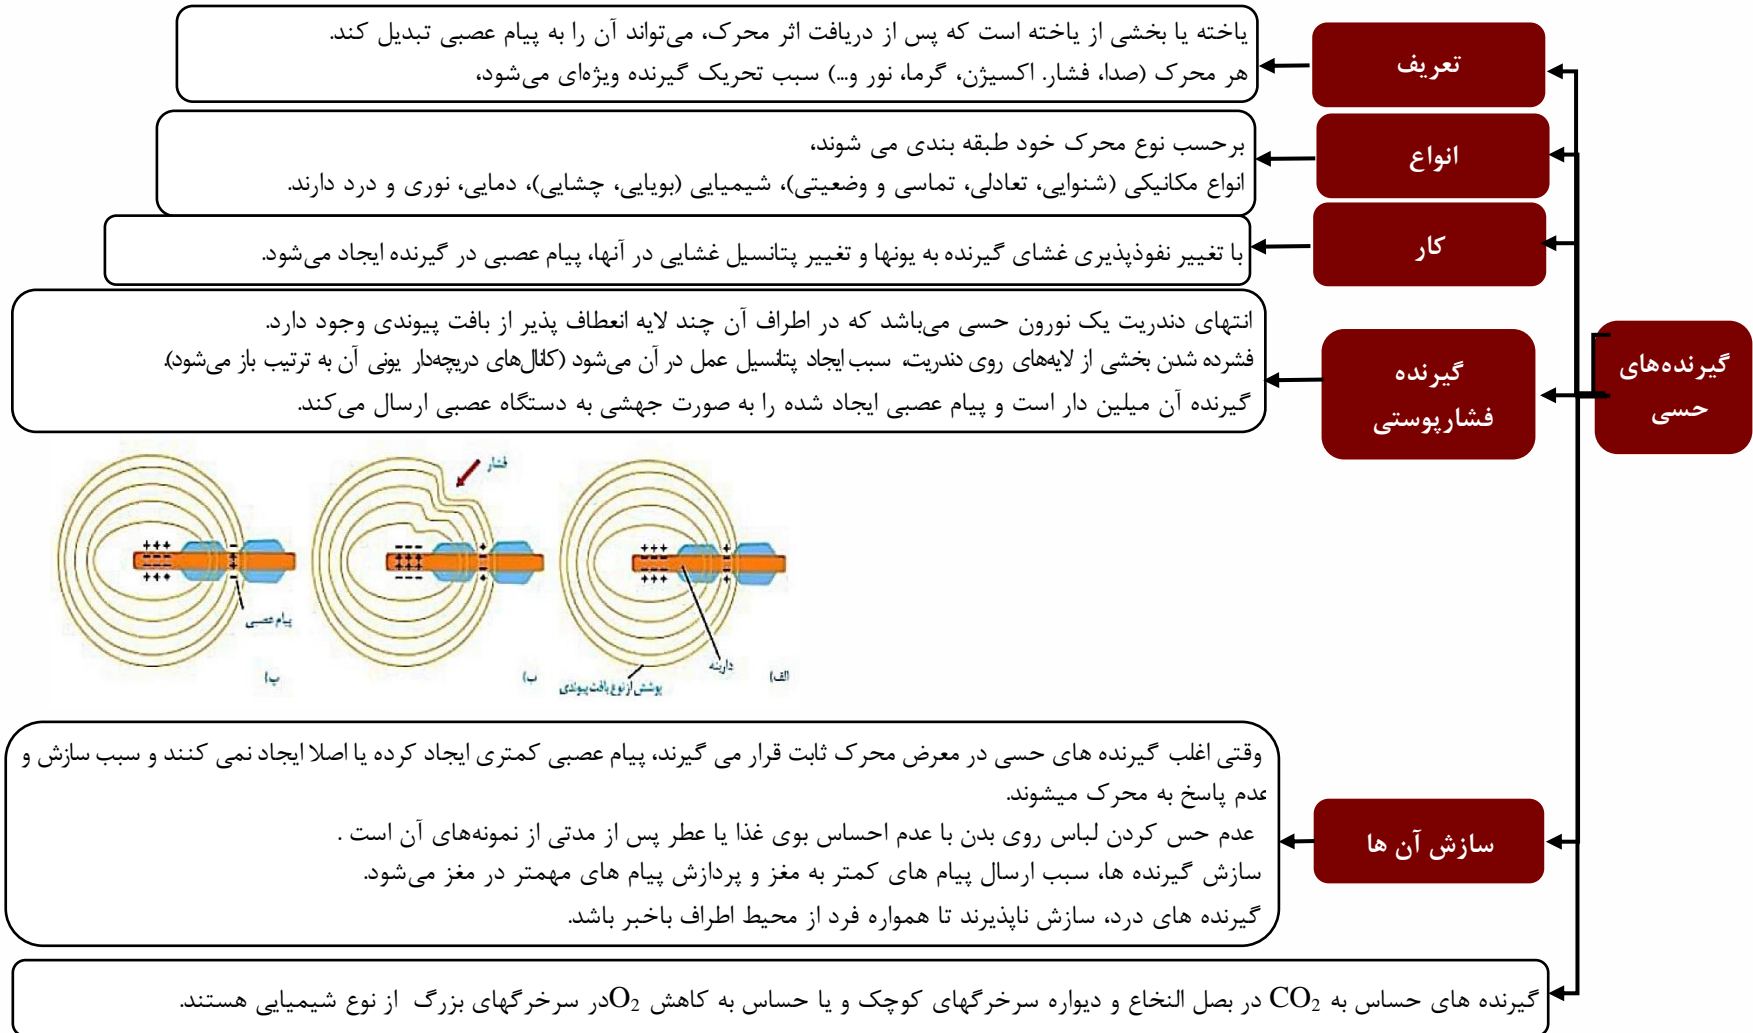 گیرنده‌های
حسی
تعریف
یاخته یا بخشی از یاخته است که پس از دریافت اثر محرک، می‌تواند آن را به پیام عصبی تبدیل کند.
هر محرک (صدا، فشار. اکسیژن، گرما، نور و...) سبب تحریک گیرنده ویژه‌ای می‌شود،
انواع
برحسب نوع محرک خود طبقه بندی می شوند،
انواع مکانیکی (شنوایی، تعادلی، تماسی و وضعیتی)، شیمیایی (بویایی، چشایی)، دمایی، نوری و درد دارند.
کار
با تغییر نفوذپذیری غشای گیرنده به یونها و تغییر پتانسیل غشایی در آنها، پیام عصبی در گیرنده ایجاد می‌شود.
گیرنده
فشارپوستی
انتهای دندریت یک نورون حسی می‌باشد که در اطراف آن چند لایه انعطاف پذیر از بافت پیوندی وجود دارد.
فشرده شدن بخشی از لایه‌های روی دندریت، سبب ایجاد پتانسیل عمل در آن می‌شود (کانال‌های دریچه‌دار یونی آن به ترتیب باز می‌شود).
گیرنده آن میلین دار است و پیام عصبی ایجاد شده را به صورت جهشی به دستگاه عصبی ارسال می‌کند.
فشار
دارینه
پوشش از نوع بافت پیوندی
الف)
ب)
پیام عصبی
پ)
سازش آن ها
وقتی اغلب گیرنده های حسی در معرض محرک ثابت قرار می گیرند، پیام عصبی کمتری ایجاد کرده یا اصلا ایجاد نمی کنند و سبب سازش و
عدم پاسخ به محرک میشوند.
عدم حس کردن لباس روی بدن با عدم احساس بوی غذا یا عطر پس از مدتی از نمونه‌های آن است .
سازش گیرنده ها، سبب ارسال پیام های کمتر به مغز و پردازش پیام های مهمتر در مغز می‌شود.
گیرنده های درد، سازش ناپذیرند تا همواره فرد از محیط اطراف باخبر باشد.
گیرنده های حساس به CO₂ در بصل النخاع و دیواره سرخرگهای کوچک و یا حساس به کاهش O₂در سرخرگهای بزرگ از نوع شیمیایی هستند.